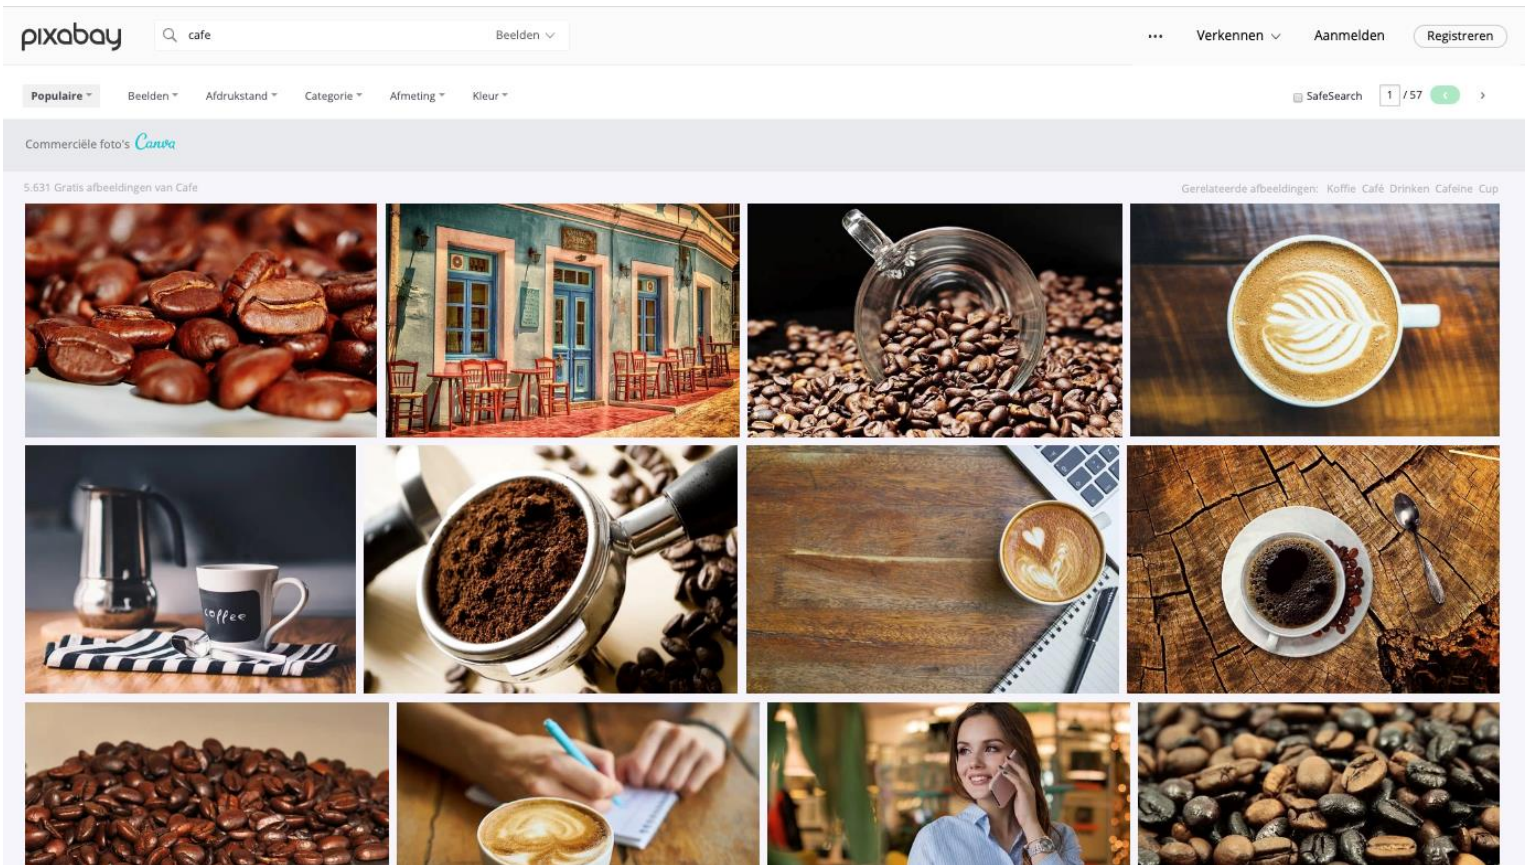 pixabay cafe Beelden ... Verkennen Aanmelden Registreren
Populaire Beelden Afdrukstand Categorie Afmeting Kleur SafeSearch 1 / 57
Commerciële foto's Canva
5.631 Gratis afbeeldingen van Cafe Gerelateerde afbeeldingen: Koffie Café Drinken Cafeïne Cup
coffee